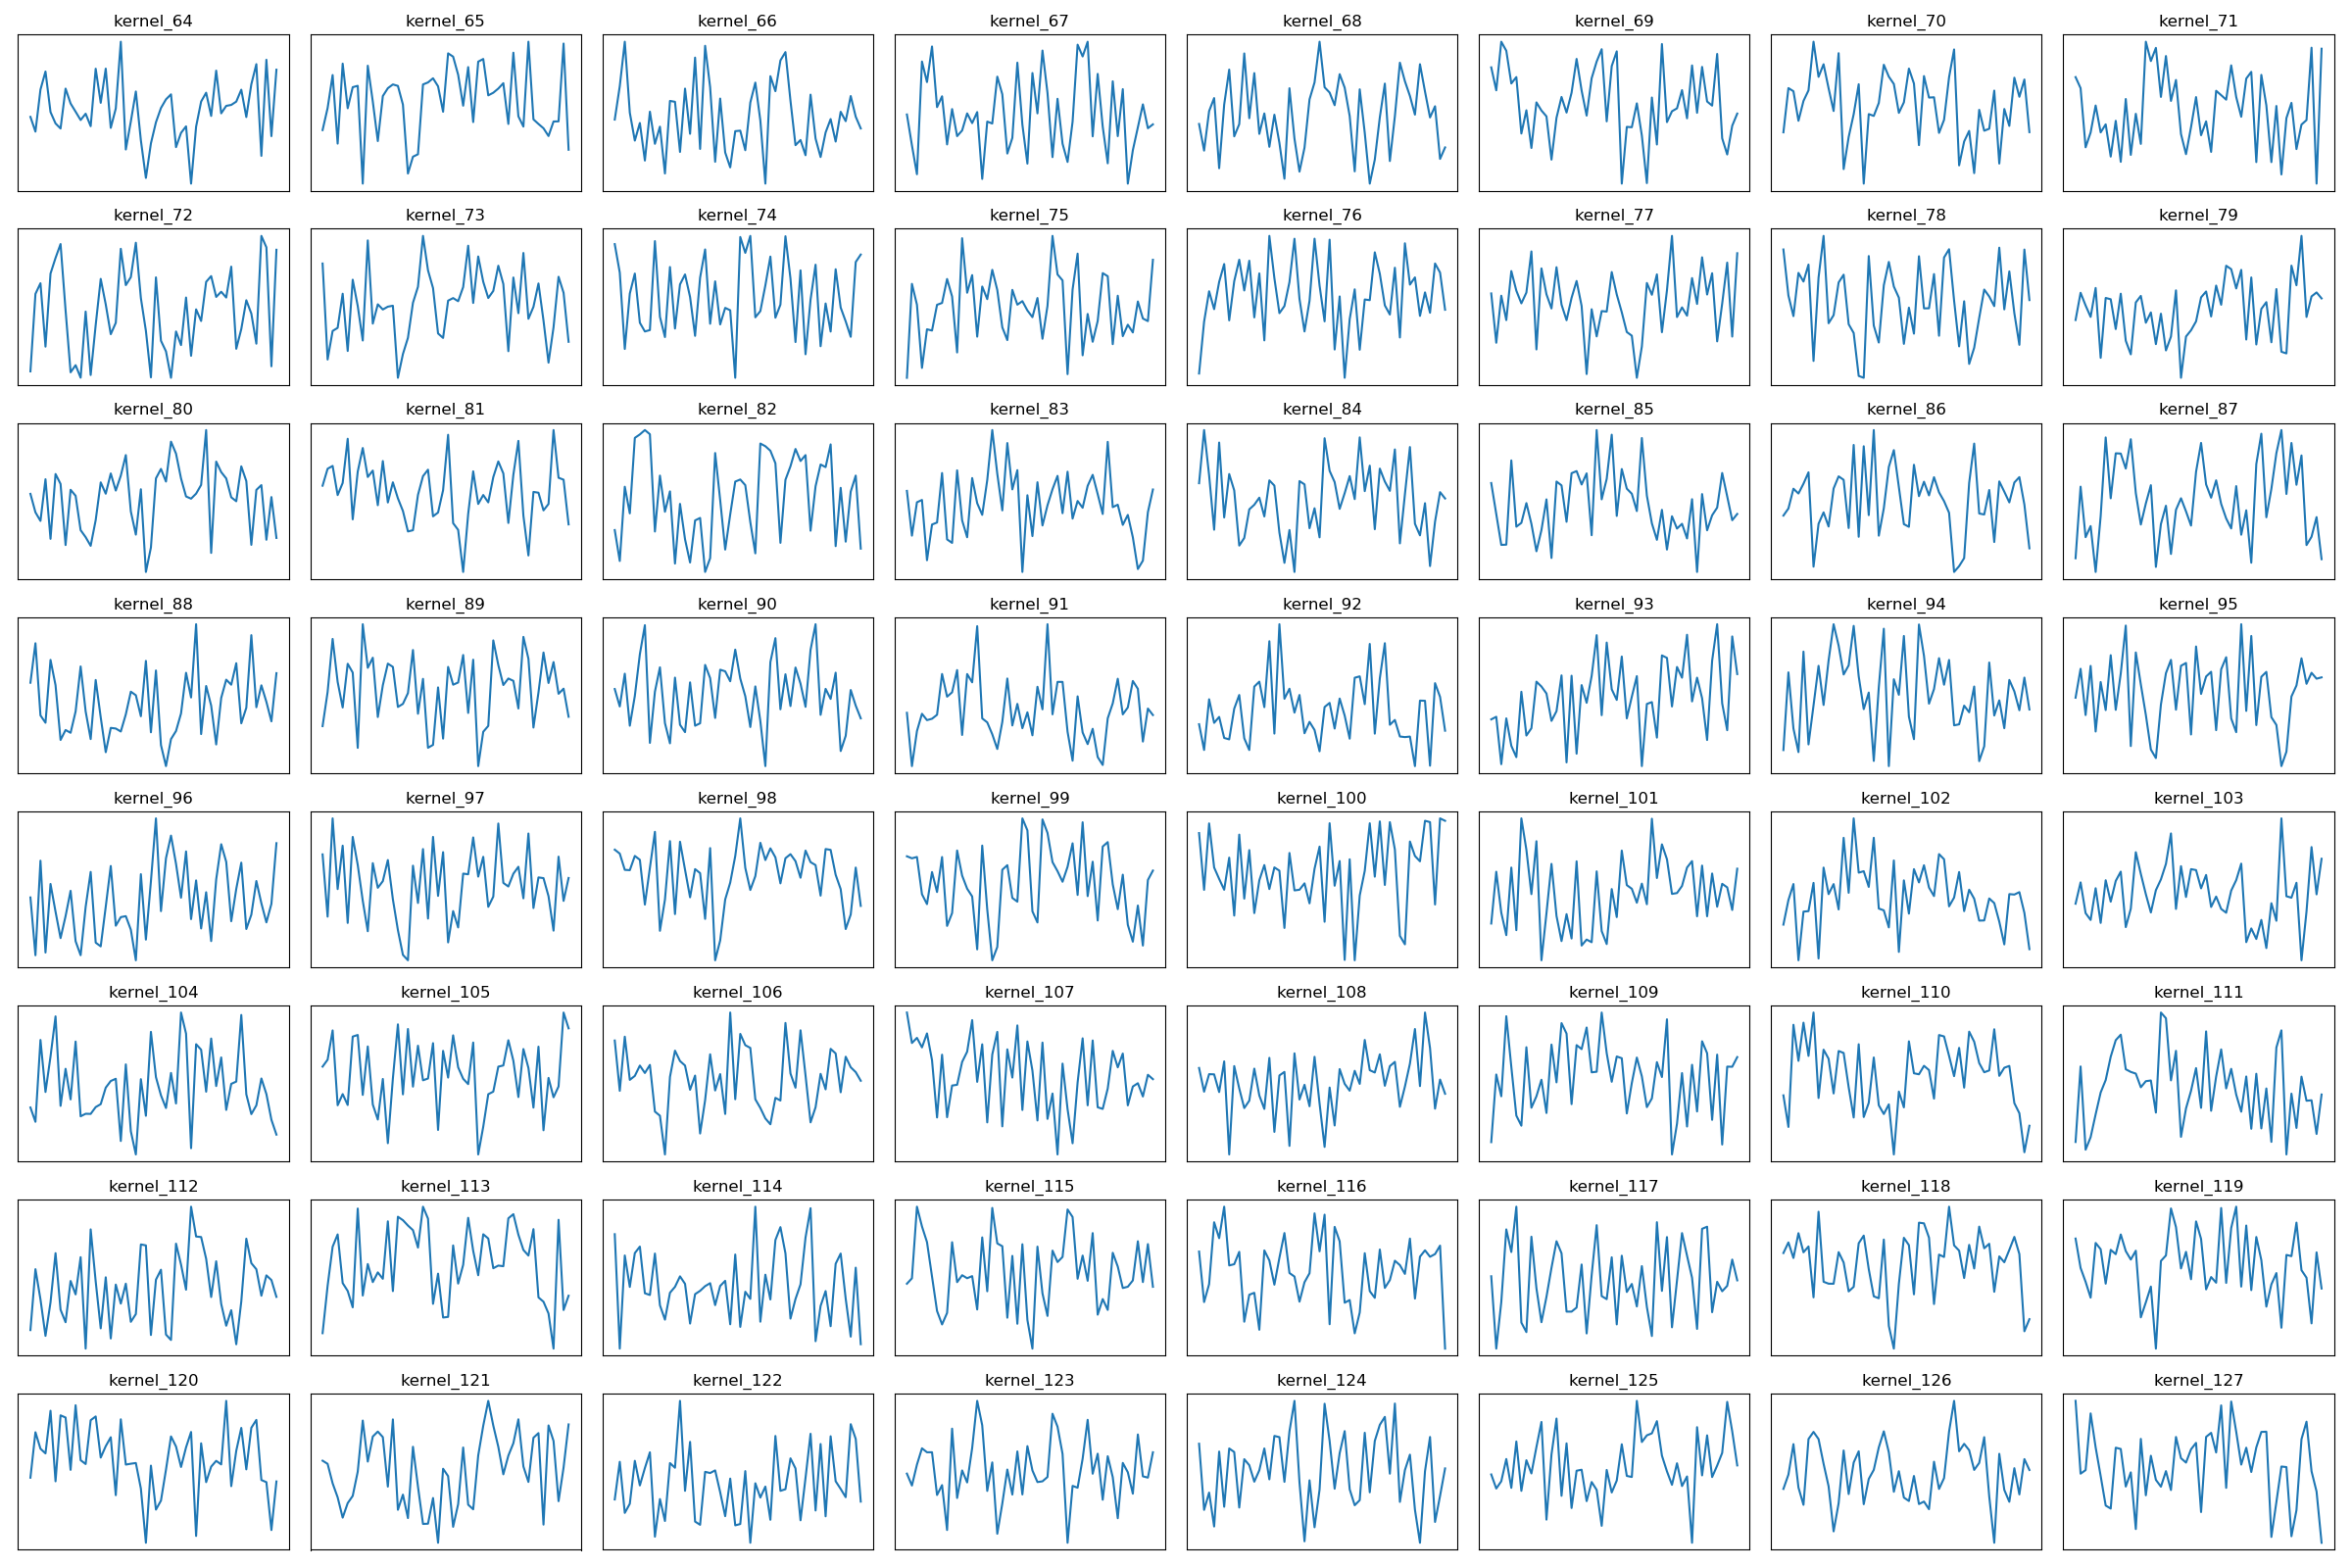 kernel_64 kernel_65 kernel_66 kernel_67 kernel_68 kernel_69 kernel_70 kernel_71
kernel_72 kernel_73 kernel_74 kernel_75 kernel_76 kernel_77 kernel_78 kernel_79
kernel_80 kernel_81 kernel_82 kernel_83 kernel_84 kernel_85 kernel_86 kernel_87
kernel_88 kernel_89 kernel_90 kernel_91 kernel_92 kernel_93 kernel_94 kernel_95
kernel_96 kernel_97 kernel_98 kernel_99 kernel_100 kernel_101 kernel_102 kernel_103
kernel_104 kernel_105 kernel_106 kernel_107 kernel_108 kernel_109 kernel_110 kernel_111
kernel_112 kernel_113 kernel_114 kernel_115 kernel_116 kernel_117 kernel_118 kernel_119
kernel_120 kernel_121 kernel_122 kernel_123 kernel_124 kernel_125 kernel_126 kernel_127